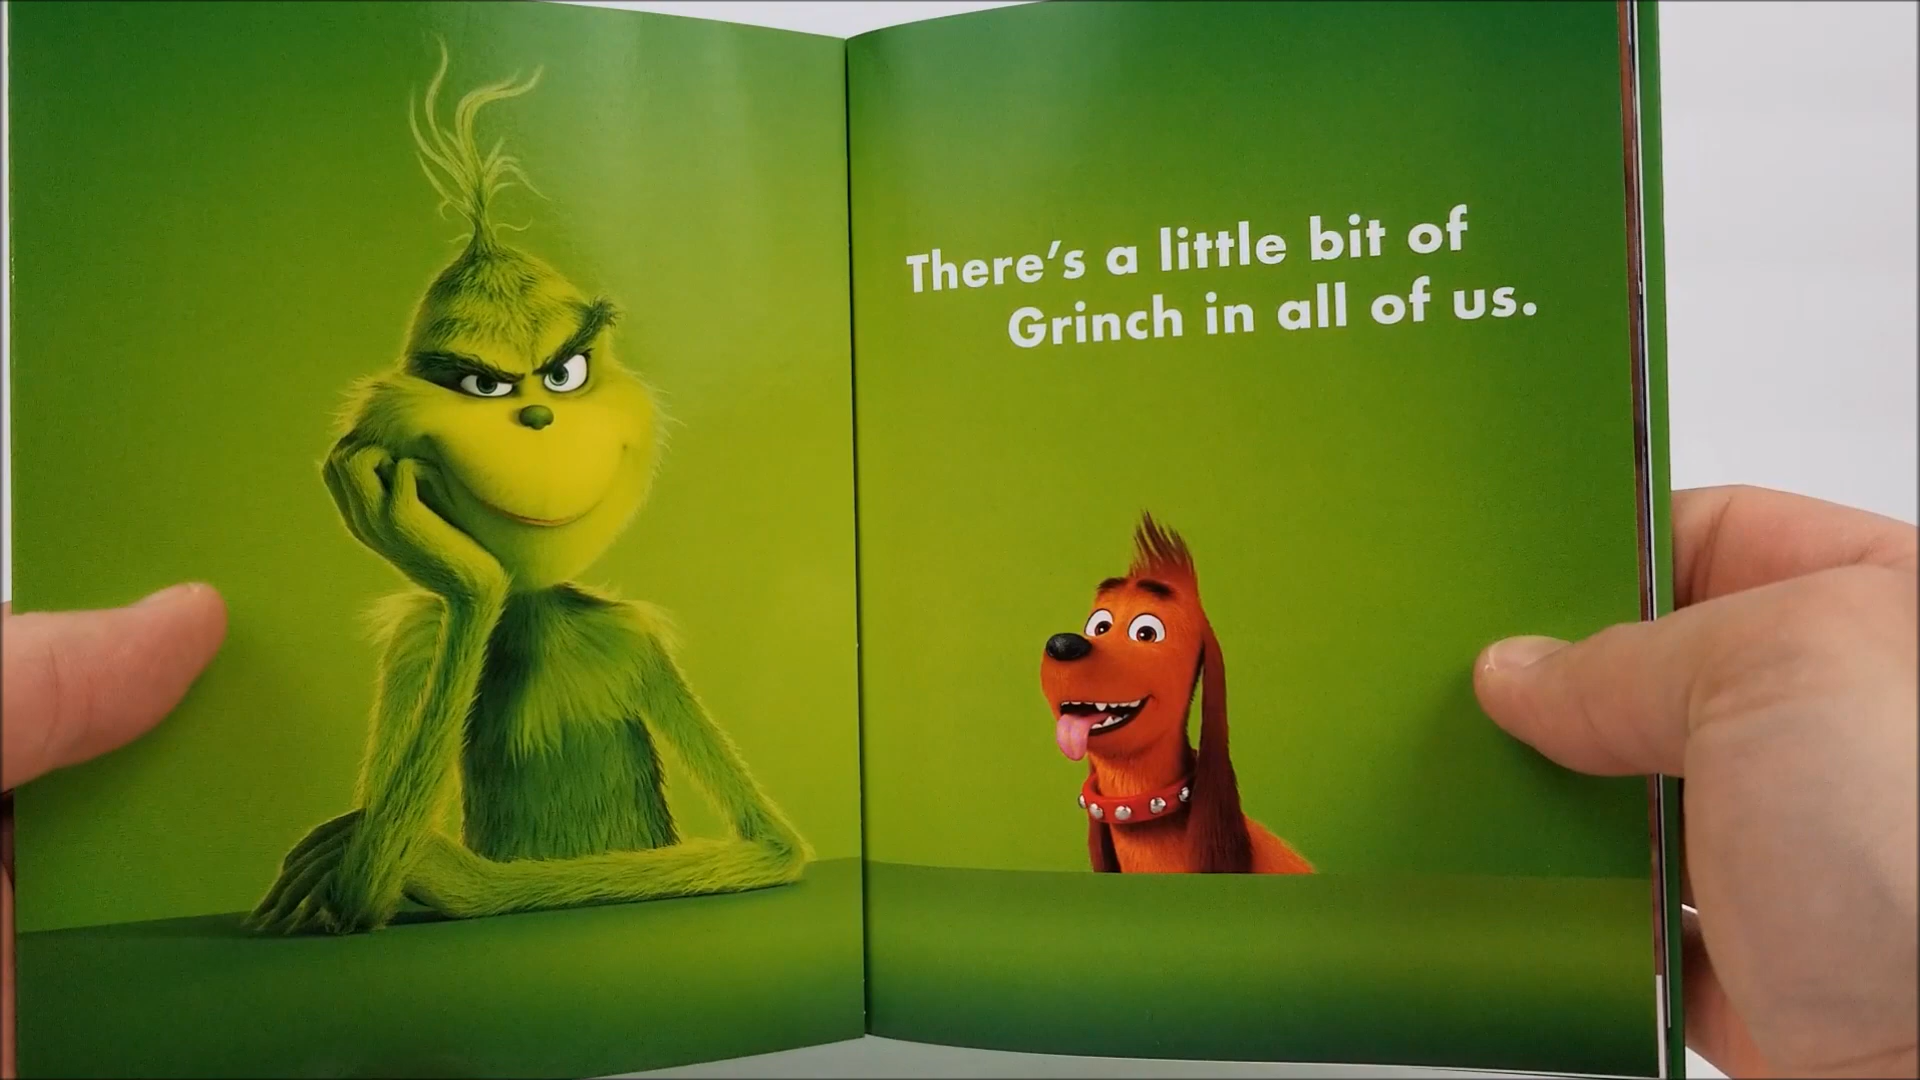 There's a little bit of
Grinch in all of us.